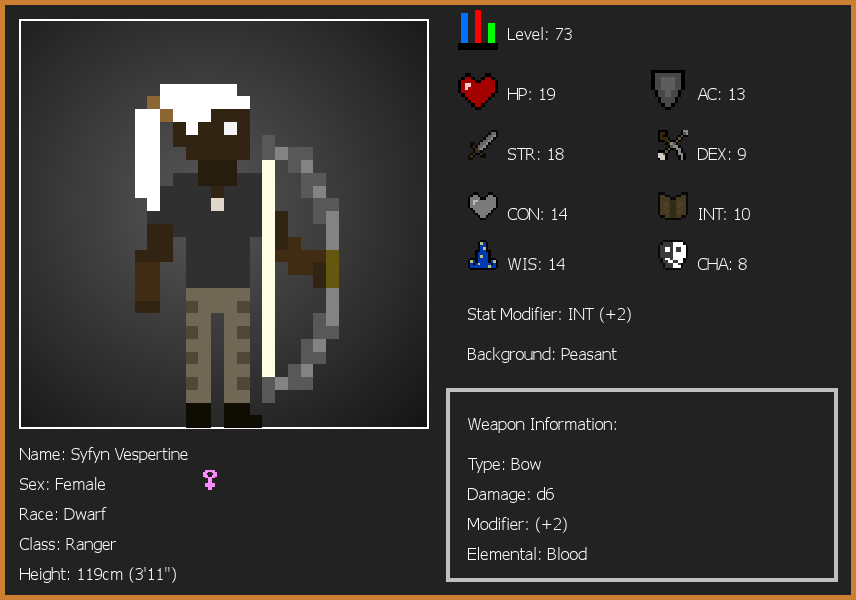 Level: 73
HP: 19
AC: 13
STR: 18
DEX: 9
CON: 14
INT: 10
WIS: 14
CHA: 8
Stat Modifier: INT (+2)
Background: Peasant
Weapon Information:
Type: Bow
Damage: d6
Modifier: (+2)
Elemental: Blood
Name: Syfyn Vespertine
Sex: Female
Race: Dwarf
Class: Ranger
Height: 119cm (3'11")